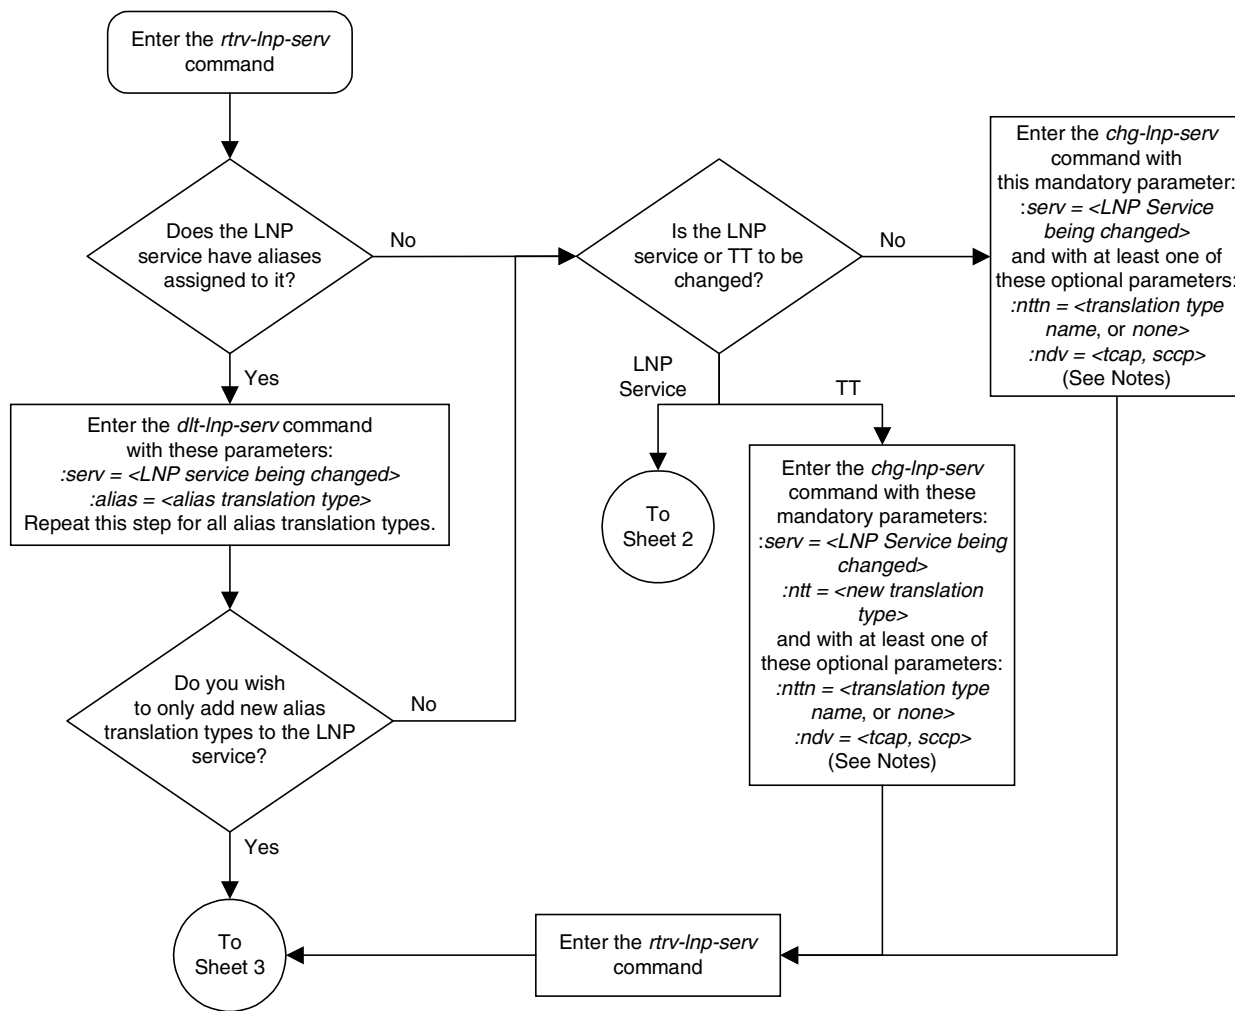 Enter the rtrv-lnp-serv
command
Does the LNP
service have aliases
assigned to it?
No
Yes
Enter the dlt-lnp-serv command
with these parameters:
:serv = <LNP service being changed>
:alias = <alias translation type>
Repeat this step for all alias translation types.
Do you wish
to only add new alias
translation types to the LNP
service?
No
Yes
To
Sheet 3
Is the LNP
service or TT to be
changed?
No
LNP
Service
TT
To
Sheet 2
Enter the chg-lnp-serv
command with these
mandatory parameters:
:serv = <LNP Service being
changed>
:ntt = <new translation
type>
and with at least one of
these optional parameters:
:nttn = <translation type
name, or none>
:ndv = <tcap, sccp>
(See Notes)
Enter the chg-lnp-serv
command with
this mandatory parameter:
:serv = <LNP Service
being changed>
and with at least one of
these optional parameters:
:nttn = <translation type
name, or none>
:ndv = <tcap, sccp>
(See Notes)
Enter the rtrv-lnp-serv
command